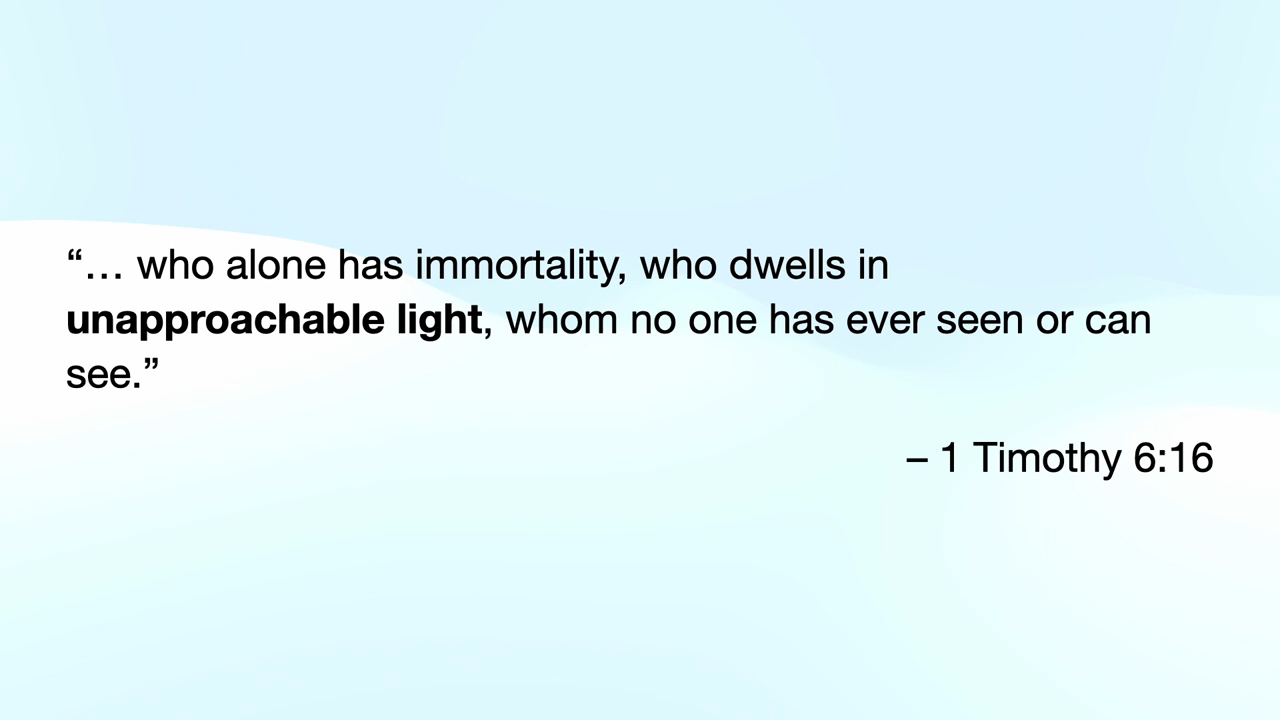 “… who alone has immortality, who dwells in
unapproachable light, whom no one has ever seen or can
see.”
– 1 Timothy 6:16